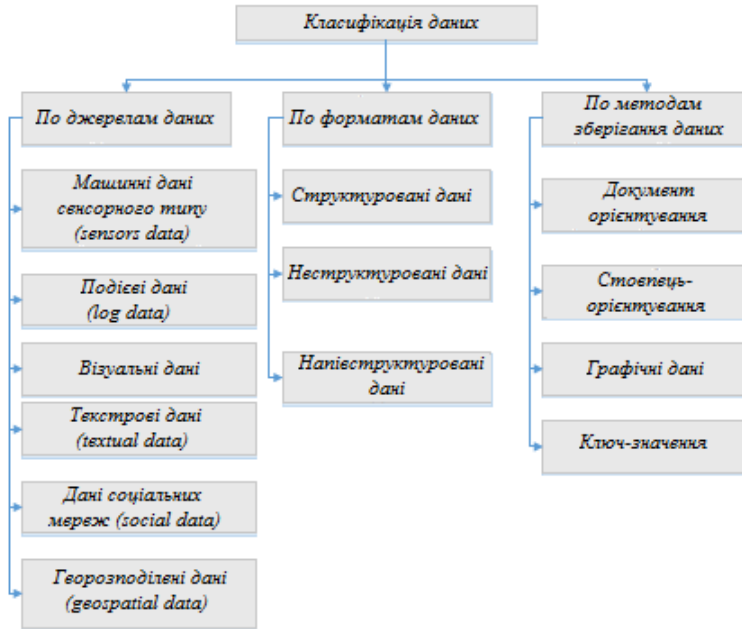 Класифікація даних
По джерелам даних
Машинні дані
сенсорного типу
(sensors data)
Подієві дані
(log data)
Візуальні дані
Текстрові дані
(textual data)
Дані соціальних
мереж (social data)
Георозподілені дані
(geospatial data)
По форматам даних
Структуровані дані
Неструктуровані дані
Напівструктуровані
дані
По методам
зберігання даних
Документ
орієнтування
Стовпець-
орієнтування
Графічні дані
Ключ-значення